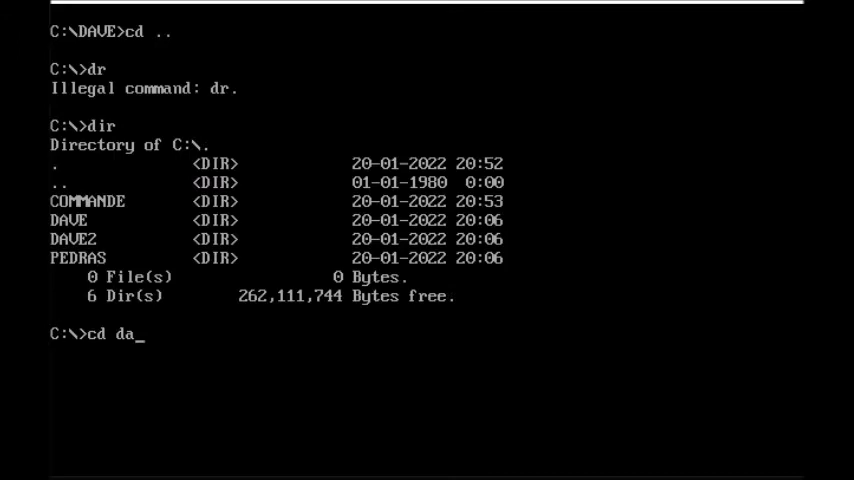 C:\DAVE>cd ..
C:\>dr
Illegal command: dr.
C:\>dir
Directory of C:\.
. <DIR> 20-01-2022 20:52
.. <DIR> 01-01-1980 0:00
COMMANDE <DIR> 20-01-2022 20:53
DAVE <DIR> 20-01-2022 20:06
DAVE2 <DIR> 20-01-2022 20:06
PEDRAS <DIR> 20-01-2022 20:06
0 File(s) 0 Bytes.
6 Dir(s) 262,111,744 Bytes free.
C:\>cd da_